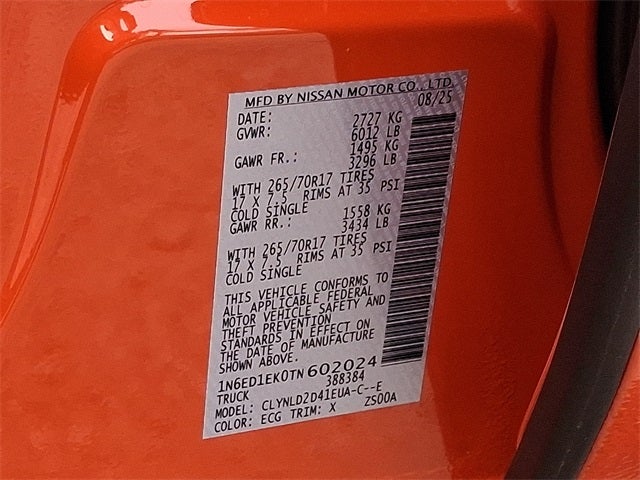 MFD BY NISSAN MOTOR CO., LTD.
DATE: 08/25
GVWR: 2727 KG
6012 LB
GAWR FR.: 1495 KG
3296 LB
WITH 265/70R17 TIRES
17 X 7.5 RIMS AT 35 PSI
COLD SINGLE
GAWR RR.: 1558 KG
3434 LB
WITH 265/70R17 TIRES
17 X 7.5 RIMS AT 35 PSI
COLD SINGLE
THIS VEHICLE CONFORMS TO
ALL APPLICABLE FEDERAL
MOTOR VEHICLE SAFETY AND
THEFT PREVENTION
STANDARDS IN EFFECT ON
THE DATE OF MANUFACTURE
SHOWN ABOVE.
1N6ED1EK0TN602024
TRUCK 388384
MODEL: CLYNLD2D41EUA-C--E
COLOR: ECG TRIM: X ZS00A